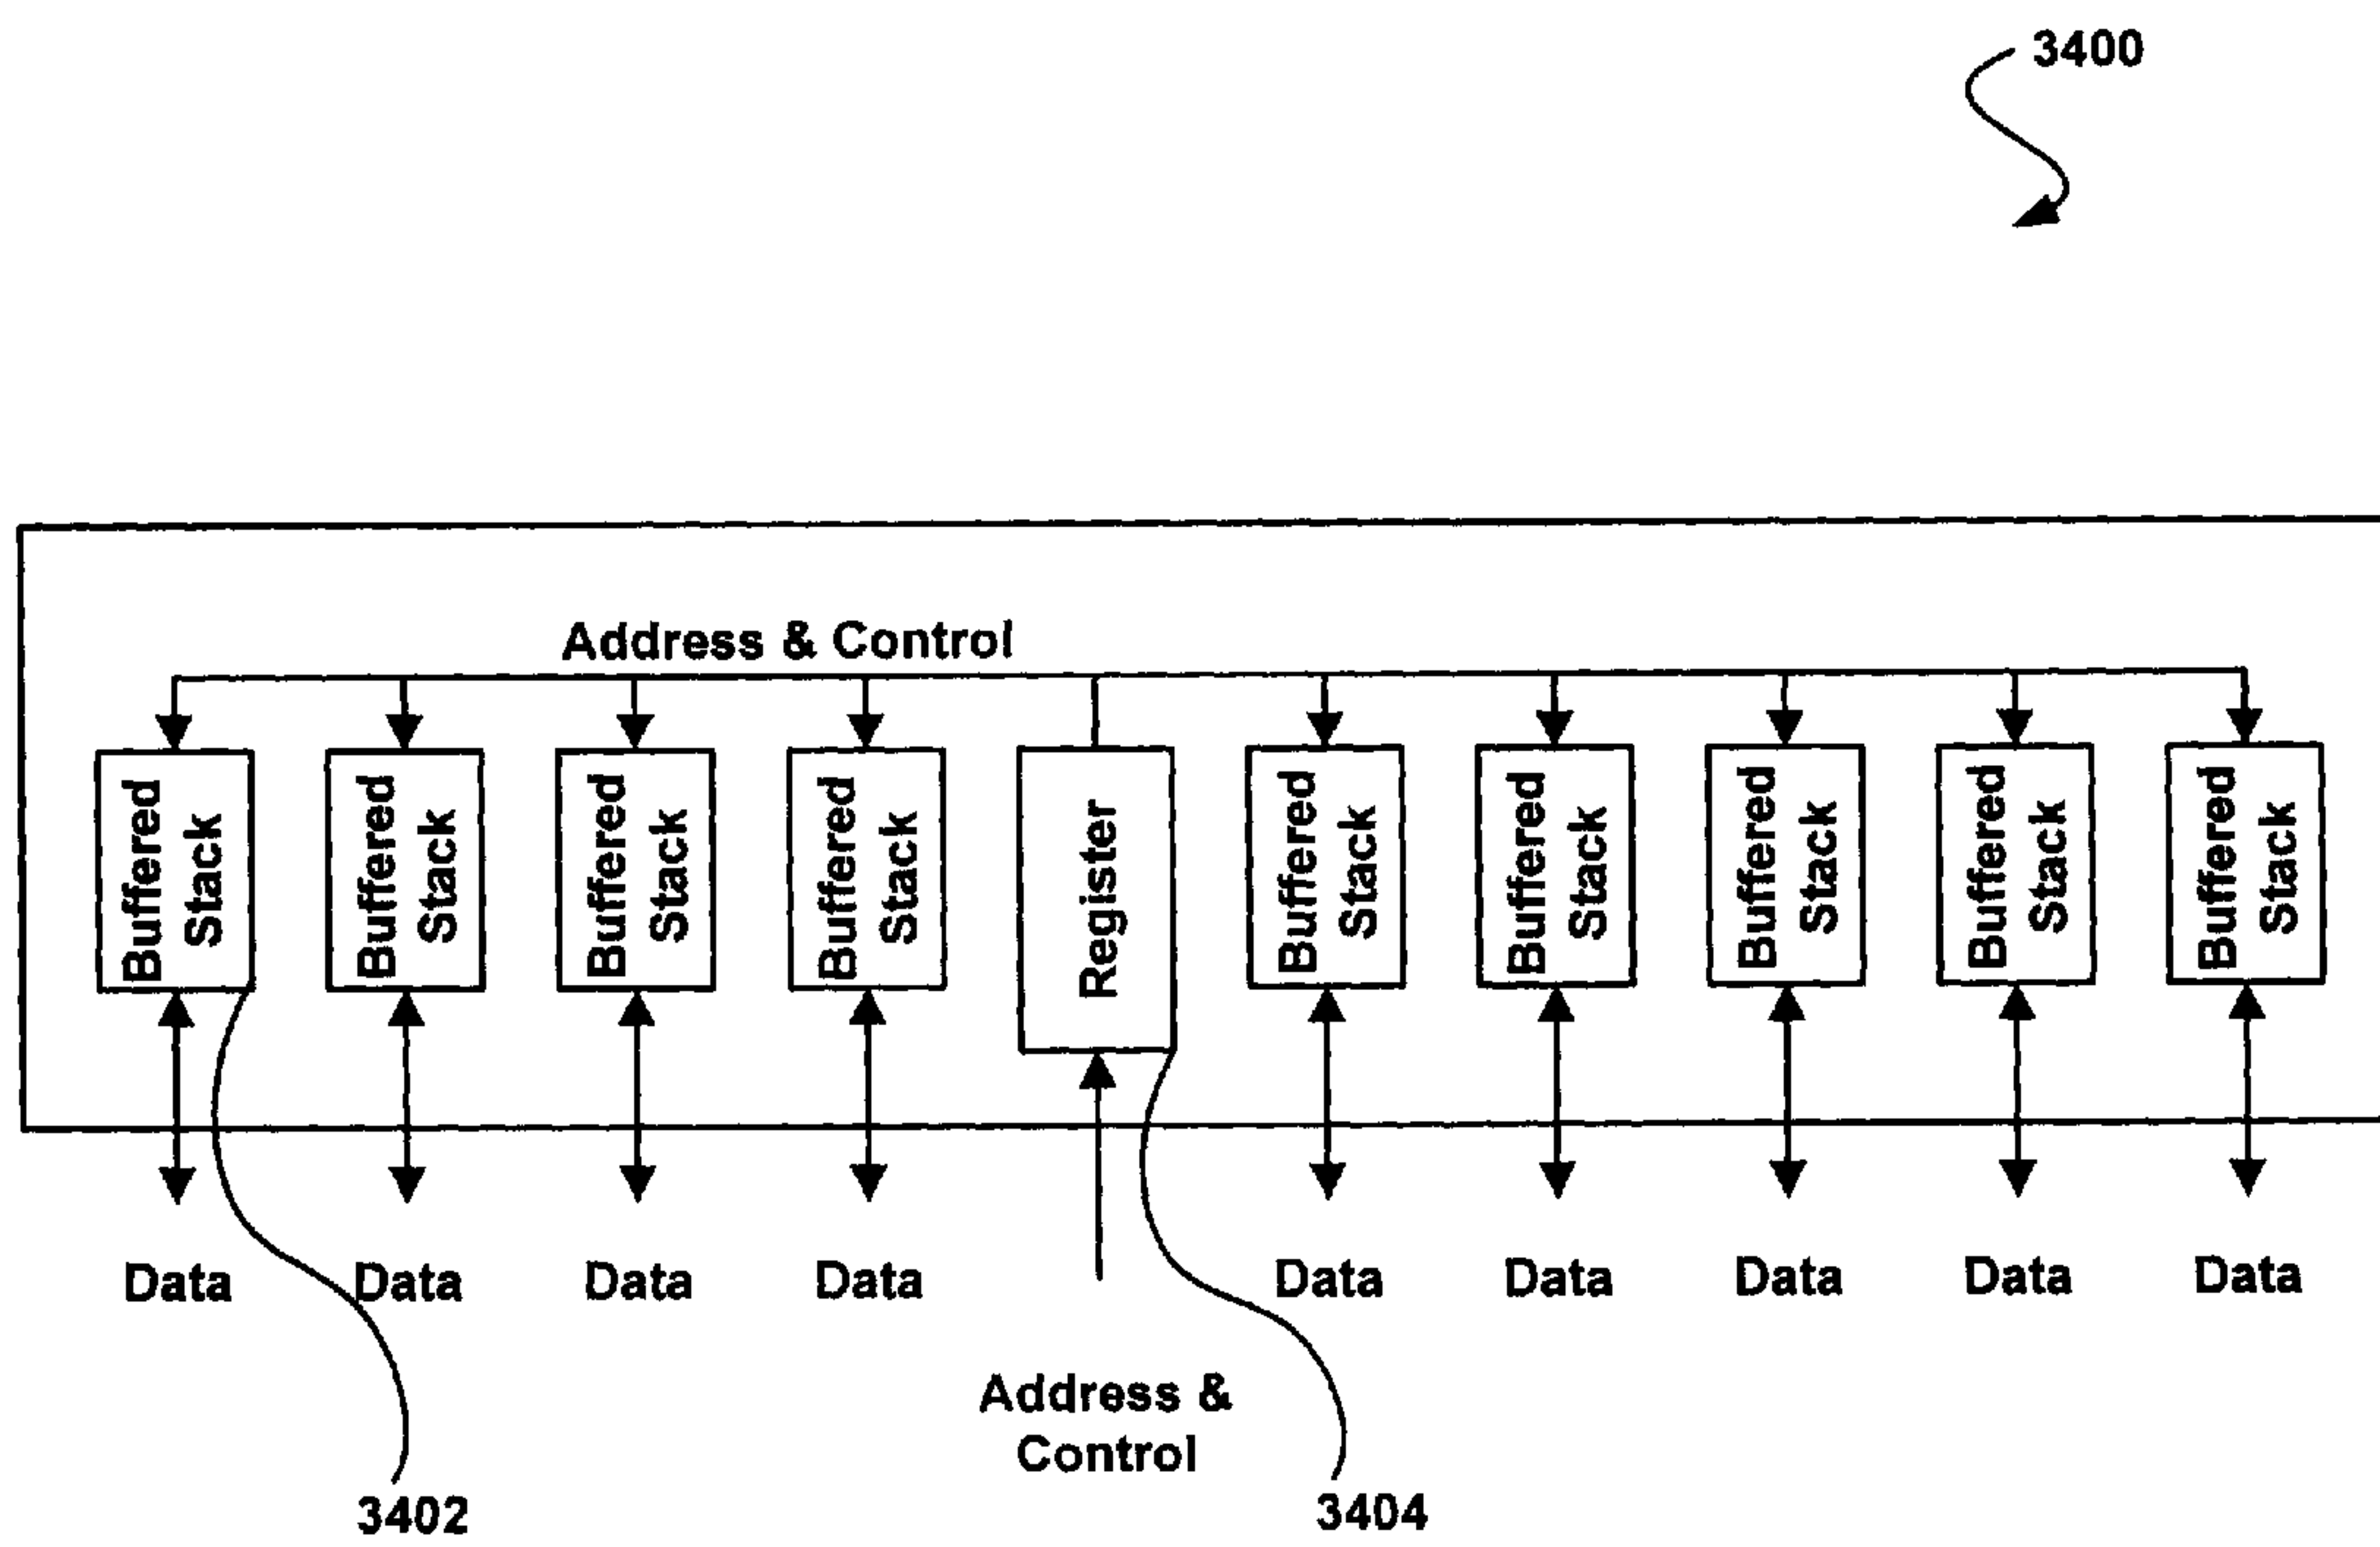 3400
Address & Control
Buffered
Stack
Buffered
Stack
Buffered
Stack
Buffered
Stack
Register
Buffered
Stack
Buffered
Stack
Buffered
Stack
Buffered
Stack
Buffered
Stack
Data
Data
Data
Data
Data
Data
Data
Data
Data
Address &
Control
3402
3404